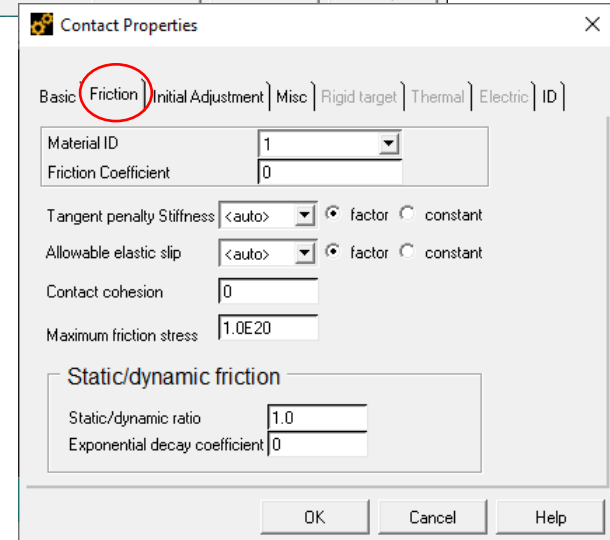 Contact Properties
Basic Friction Initial Adjustment Misc Rigid target Thermal Electric ID
Material ID 1
Friction Coefficient 0
Tangent penalty Stiffness <auto> factor constant
Allowable elastic slip <auto> factor constant
Contact cohesion 0
Maximum friction stress 1.0E20
Static/dynamic friction
Static/dynamic ratio 1.0
Exponential decay coefficient 0
OK Cancel Help